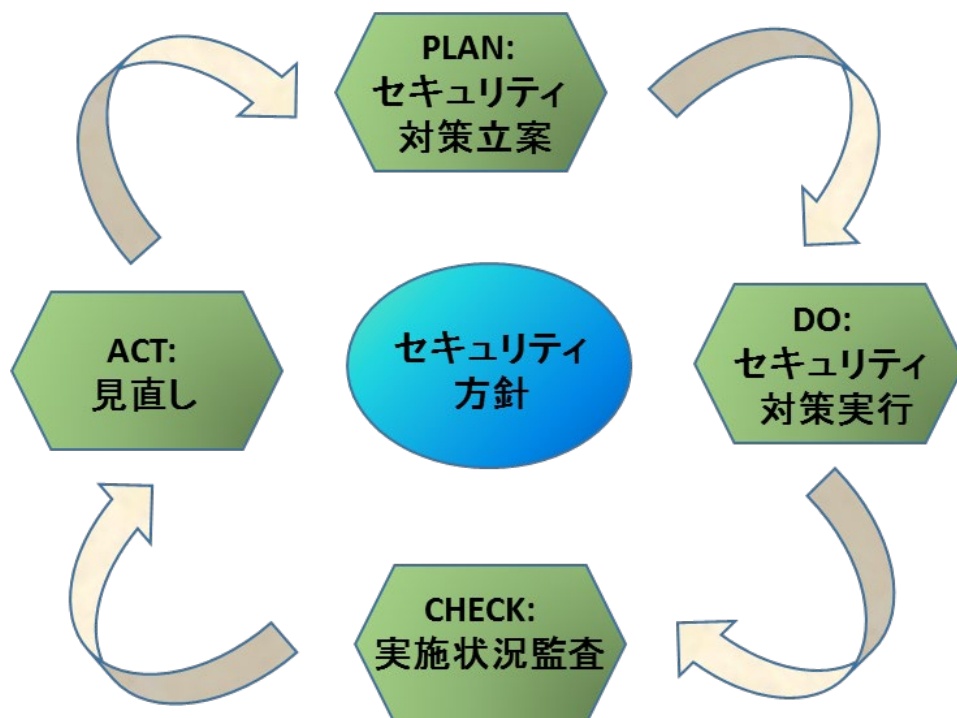 PLAN:
セキュリティ
対策立案
DO:
セキュリティ
対策実行
CHECK:
実施状況監査
ACT:
見直し
セキュリティ
方針